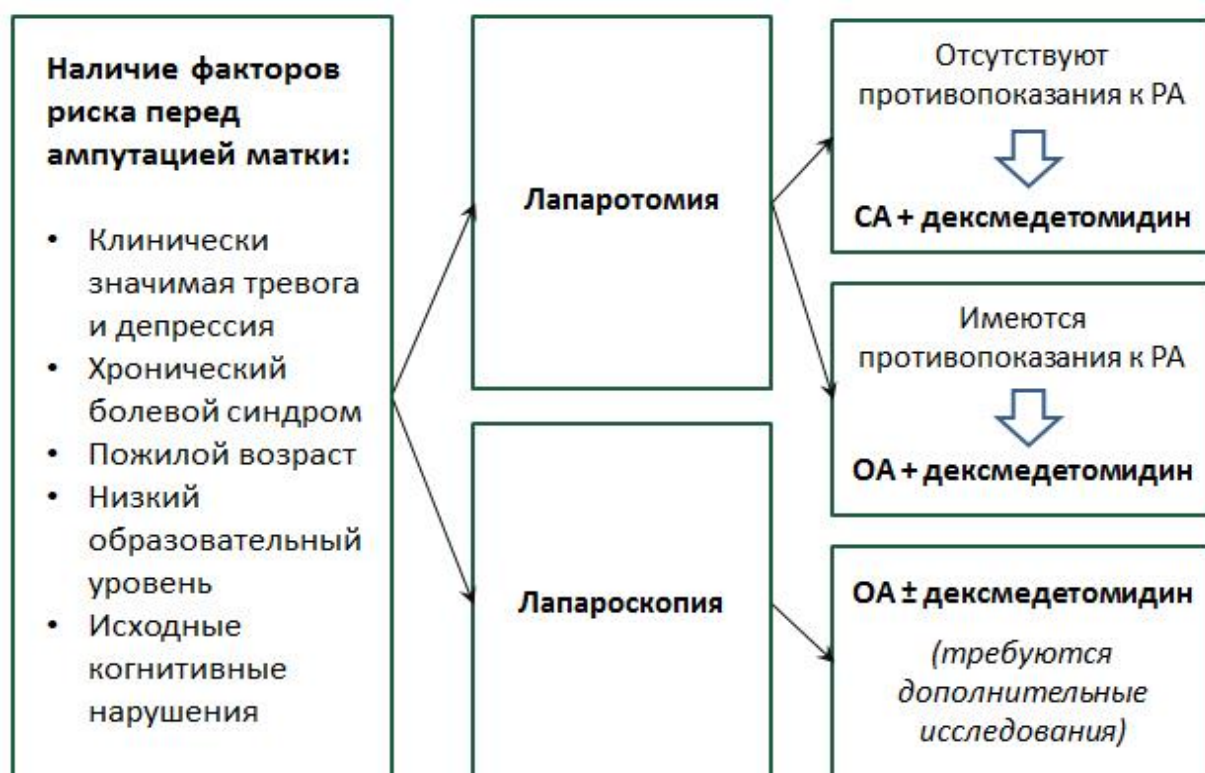 Наличие факторов
риска перед
ампутацией матки:
• Клинически
значимая тревога
и депрессия
• Хронический
болевой синдром
• Пожилой возраст
• Низкий
образовательный
уровень
• Исходные
когнитивные
нарушения
Лапаротомия
Лапароскопия
Отсутствуют
противопоказания к РА
СА + дексмедетомидин
Имеются
противопоказания к РА
ОА + дексмедетомидин
ОА ± дексмедетомидин
(требуются
дополнительные
исследования)